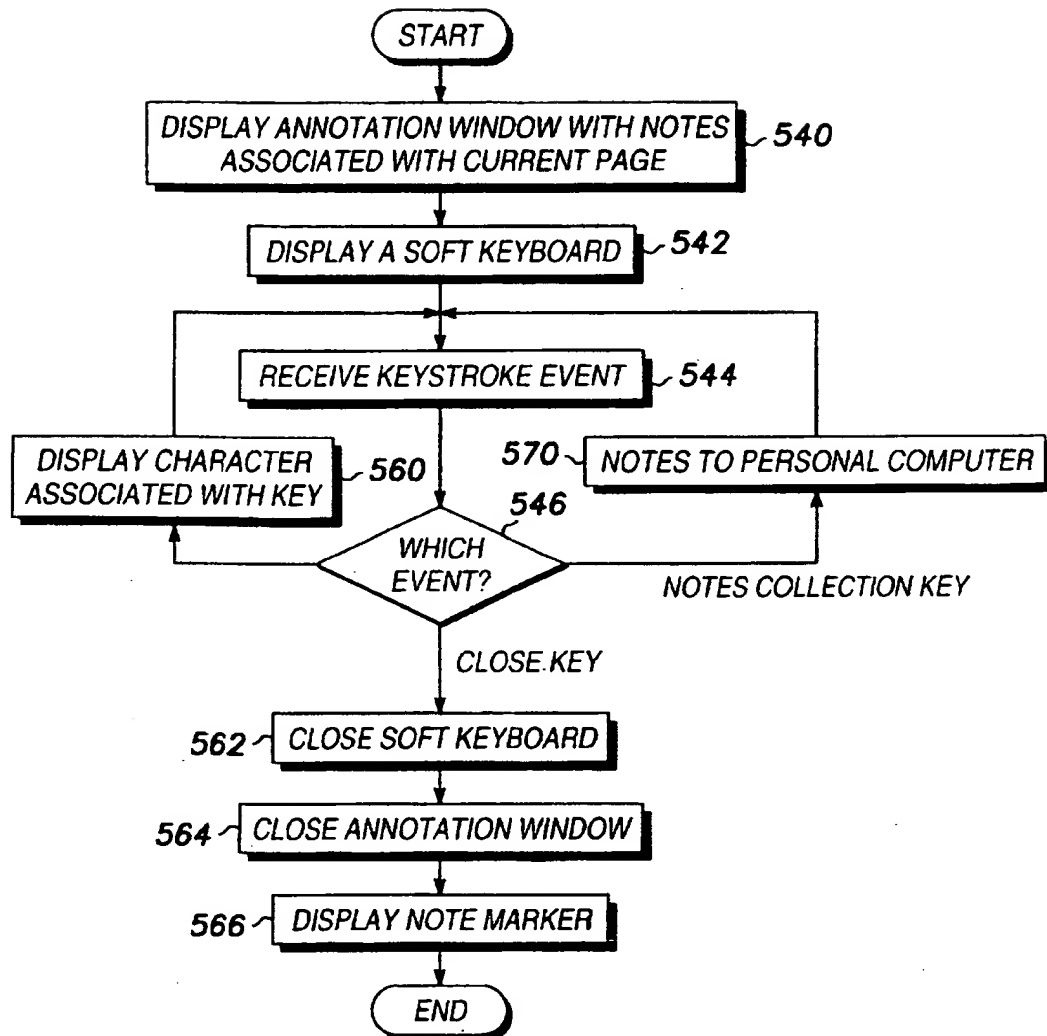 START
DISPLAY ANNOTATION WINDOW WITH NOTES
ASSOCIATED WITH CURRENT PAGE
540
DISPLAY A SOFT KEYBOARD
542
RECEIVE KEYSTROKE EVENT
544
DISPLAY CHARACTER
ASSOCIATED WITH KEY
560
570
NOTES TO PERSONAL COMPUTER
546
WHICH
EVENT?
NOTES COLLECTION KEY
CLOSE KEY
562
CLOSE SOFT KEYBOARD
564
CLOSE ANNOTATION WINDOW
566
DISPLAY NOTE MARKER
END